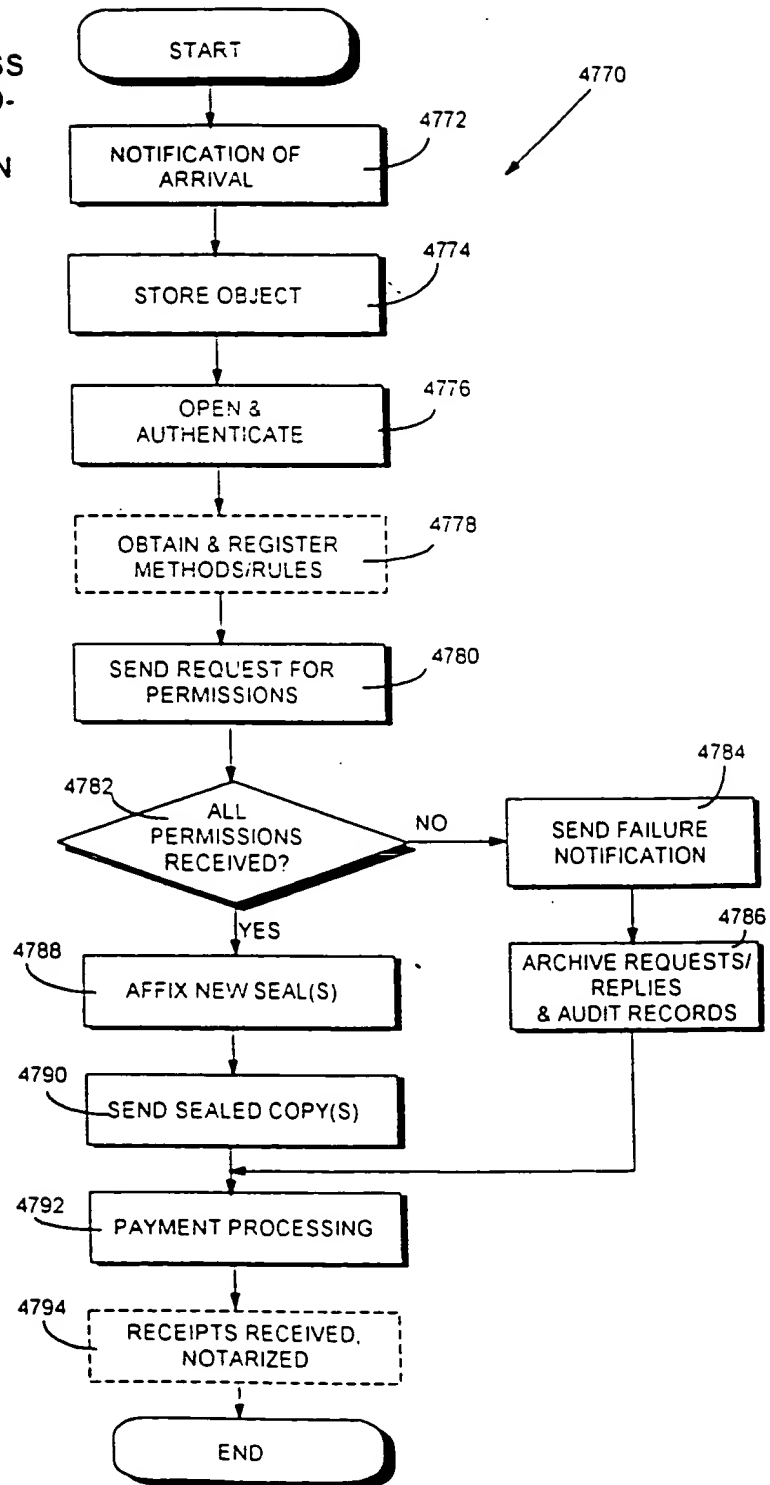 START
4770
4772
NOTIFICATION OF
ARRIVAL
4774
STORE OBJECT
4776
OPEN &
AUTHENTICATE
4778
OBTAIN & REGISTER
METHODS/RULES
4780
SEND REQUEST FOR
PERMISSIONS
4782
ALL
PERMISSIONS
RECEIVED?
NO
4784
SEND FAILURE
NOTIFICATION
YES
4786
ARCHIVE REQUESTS/
REPLIES
& AUDIT RECORDS
4788
AFFIX NEW SEAL(S)
4790
SEND SEALED COPY(S)
4792
PAYMENT PROCESSING
4794
RECEIPTS RECEIVED,
NOTARIZED
END